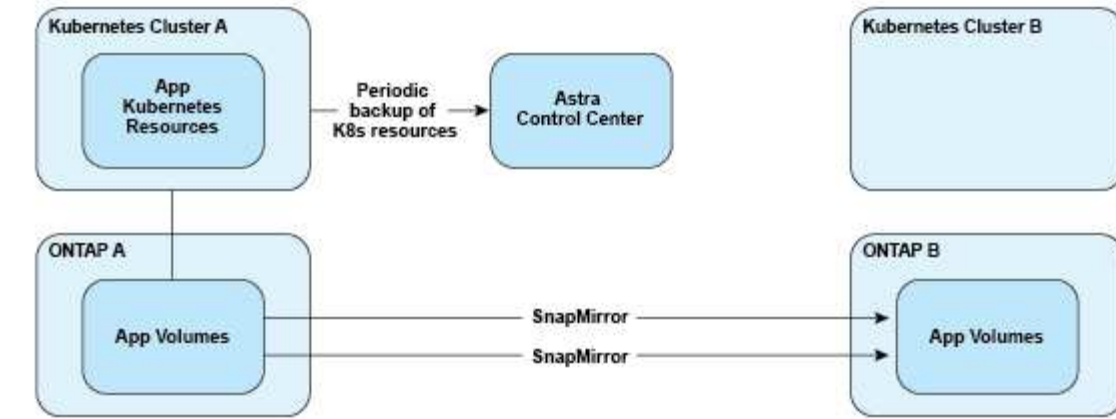 Kubernetes Cluster A
App
Kubernetes
Resources
Periodic
backup of
K8s resources
Astra
Control Center
Kubernetes Cluster B
ONTAP A
App Volumes
SnapMirror
SnapMirror
ONTAP B
App Volumes